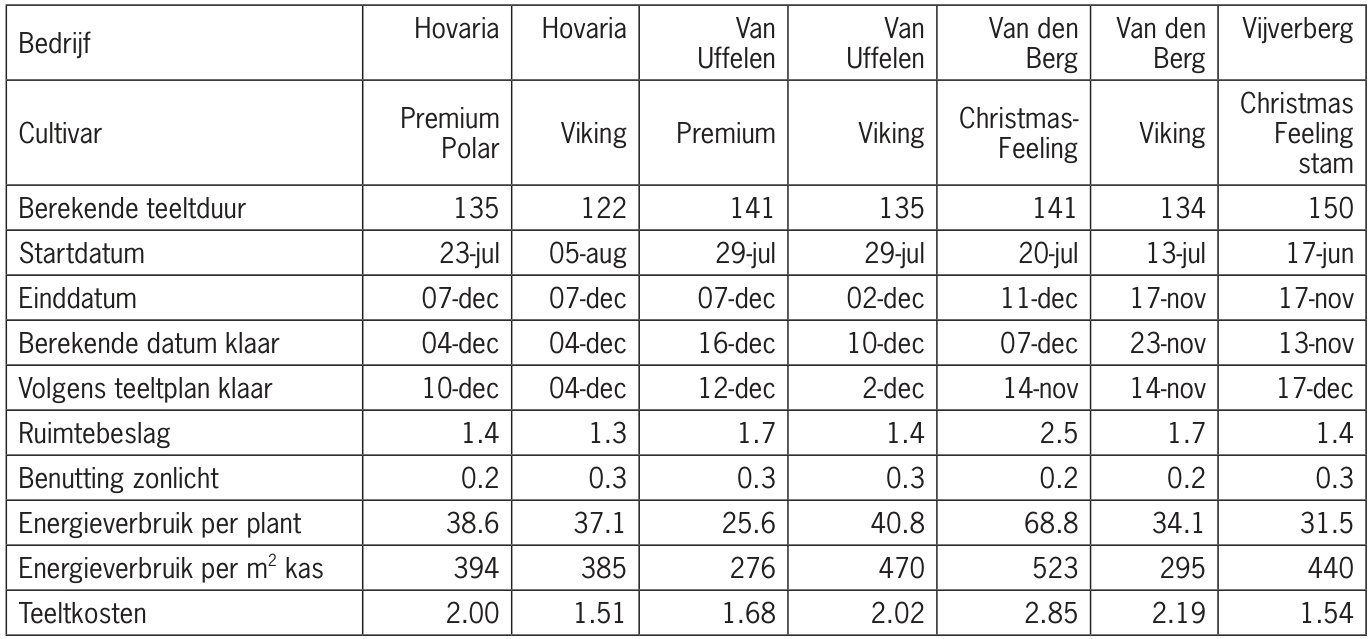 Bedrijf Hovaria Hovaria Van Uffelen Van Uffelen Van den Berg Van den Berg Vijverberg
Cultivar Premium Polar Viking Premium Viking Christmas-Feeling Viking Christmas Feeling stam
Berekende teeltduur 135 122 141 135 141 134 150
Startdatum 23-jul 05-aug 29-jul 29-jul 20-jul 13-jul 17-jun
Einddatum 07-dec 07-dec 07-dec 02-dec 11-dec 17-nov 17-nov
Berekende datum klaar 04-dec 04-dec 16-dec 10-dec 07-dec 23-nov 13-nov
Volgens teeltplan klaar 10-dec 04-dec 12-dec 2-dec 14-nov 14-nov 17-dec
Ruimtebeslag 1.4 1.3 1.7 1.4 2.5 1.7 1.4
Benutting zonlicht 0.2 0.3 0.3 0.3 0.2 0.2 0.3
Energieverbruik per plant 38.6 37.1 25.6 40.8 68.8 34.1 31.5
Energieverbruik per m² kas 394 385 276 470 523 295 440
Teeltkosten 2.00 1.51 1.68 2.02 2.85 2.19 1.54